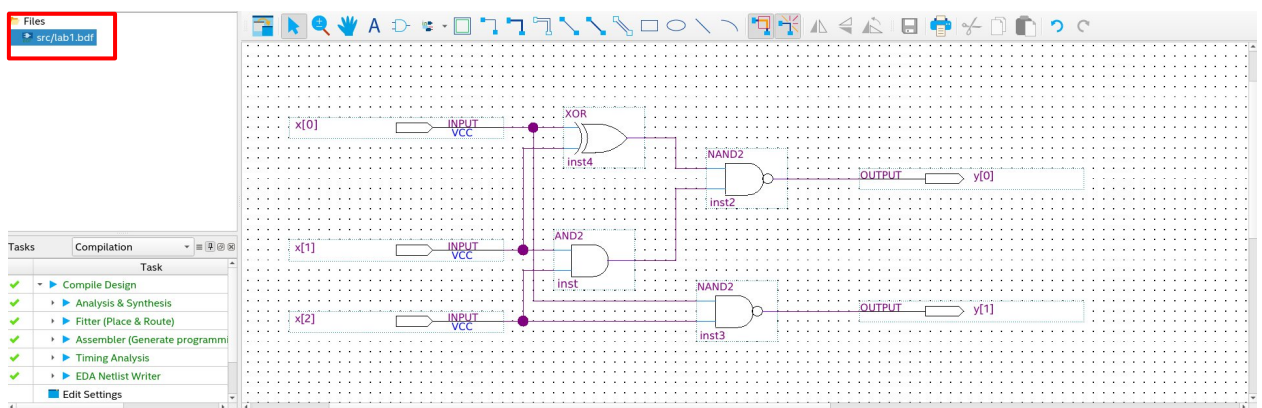 Files
src/lab1.bdf
A
XOR
x[0]
INPUT
VCC
inst4
NAND2
OUTPUT
y[0]
inst2
AND2
x[1]
INPUT
VCC
inst
NAND2
OUTPUT
y[1]
x[2]
INPUT
VCC
inst3
Tasks
Compilation
Task
Compile Design
Analysis & Synthesis
Fitter (Place & Route)
Assembler (Generate programmi
Timing Analysis
EDA Netlist Writer
Edit Settings